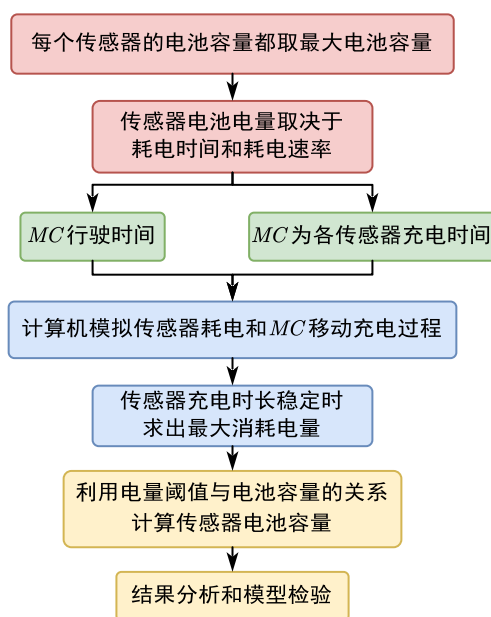 每个传感器的电池容量都取最大电池容量
传感器电池电量取决于
耗电时间和耗电速率
MC行驶时间
MC为各传感器充电时间
计算机模拟传感器耗电和MC移动充电过程
传感器充电时长稳定时
求出最大消耗电量
利用电量阈值与电池容量的关系
计算传感器电池容量
结果分析和模型检验